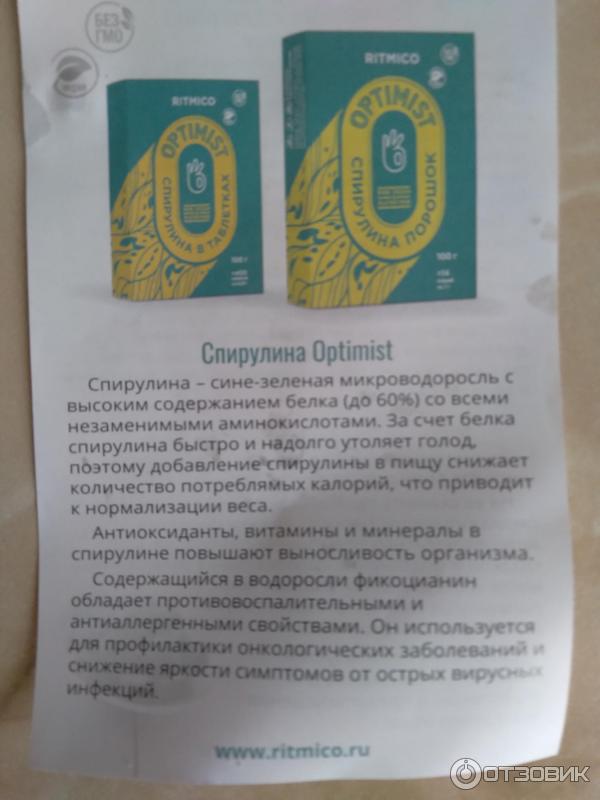 БЕЗ
ГМО
RITMICO
OPTIMIST
СПИРУЛИНА В ТАБЛЕТКАХ
100 г
RITMICO
OPTIMIST
СПИРУЛИНА ПОРОШОК
100 г
Спирулина Optimist
Спирулина – сине-зеленая микроводоросль с
высоким содержанием белка (до 60%) со всеми
незаменимыми аминокислотами. За счет белка
спирулина быстро и надолго утоляет голод,
поэтому добавление спирулины в пищу снижает
количество потреблямых калорий, что приводит
к нормализации веса.
Антиоксиданты, витамины и минералы в
спирулине повышают выносливость организма.
Содержащийся в водоросли фикоцианин
обладает противовоспалительными и
антиаллергенными свойствами. Он используется
для профилактики онкологических заболеваний и
снижение яркости симптомов от острых вирусных
инфекций.
www.ritmico.ru
ОТЗОВИК